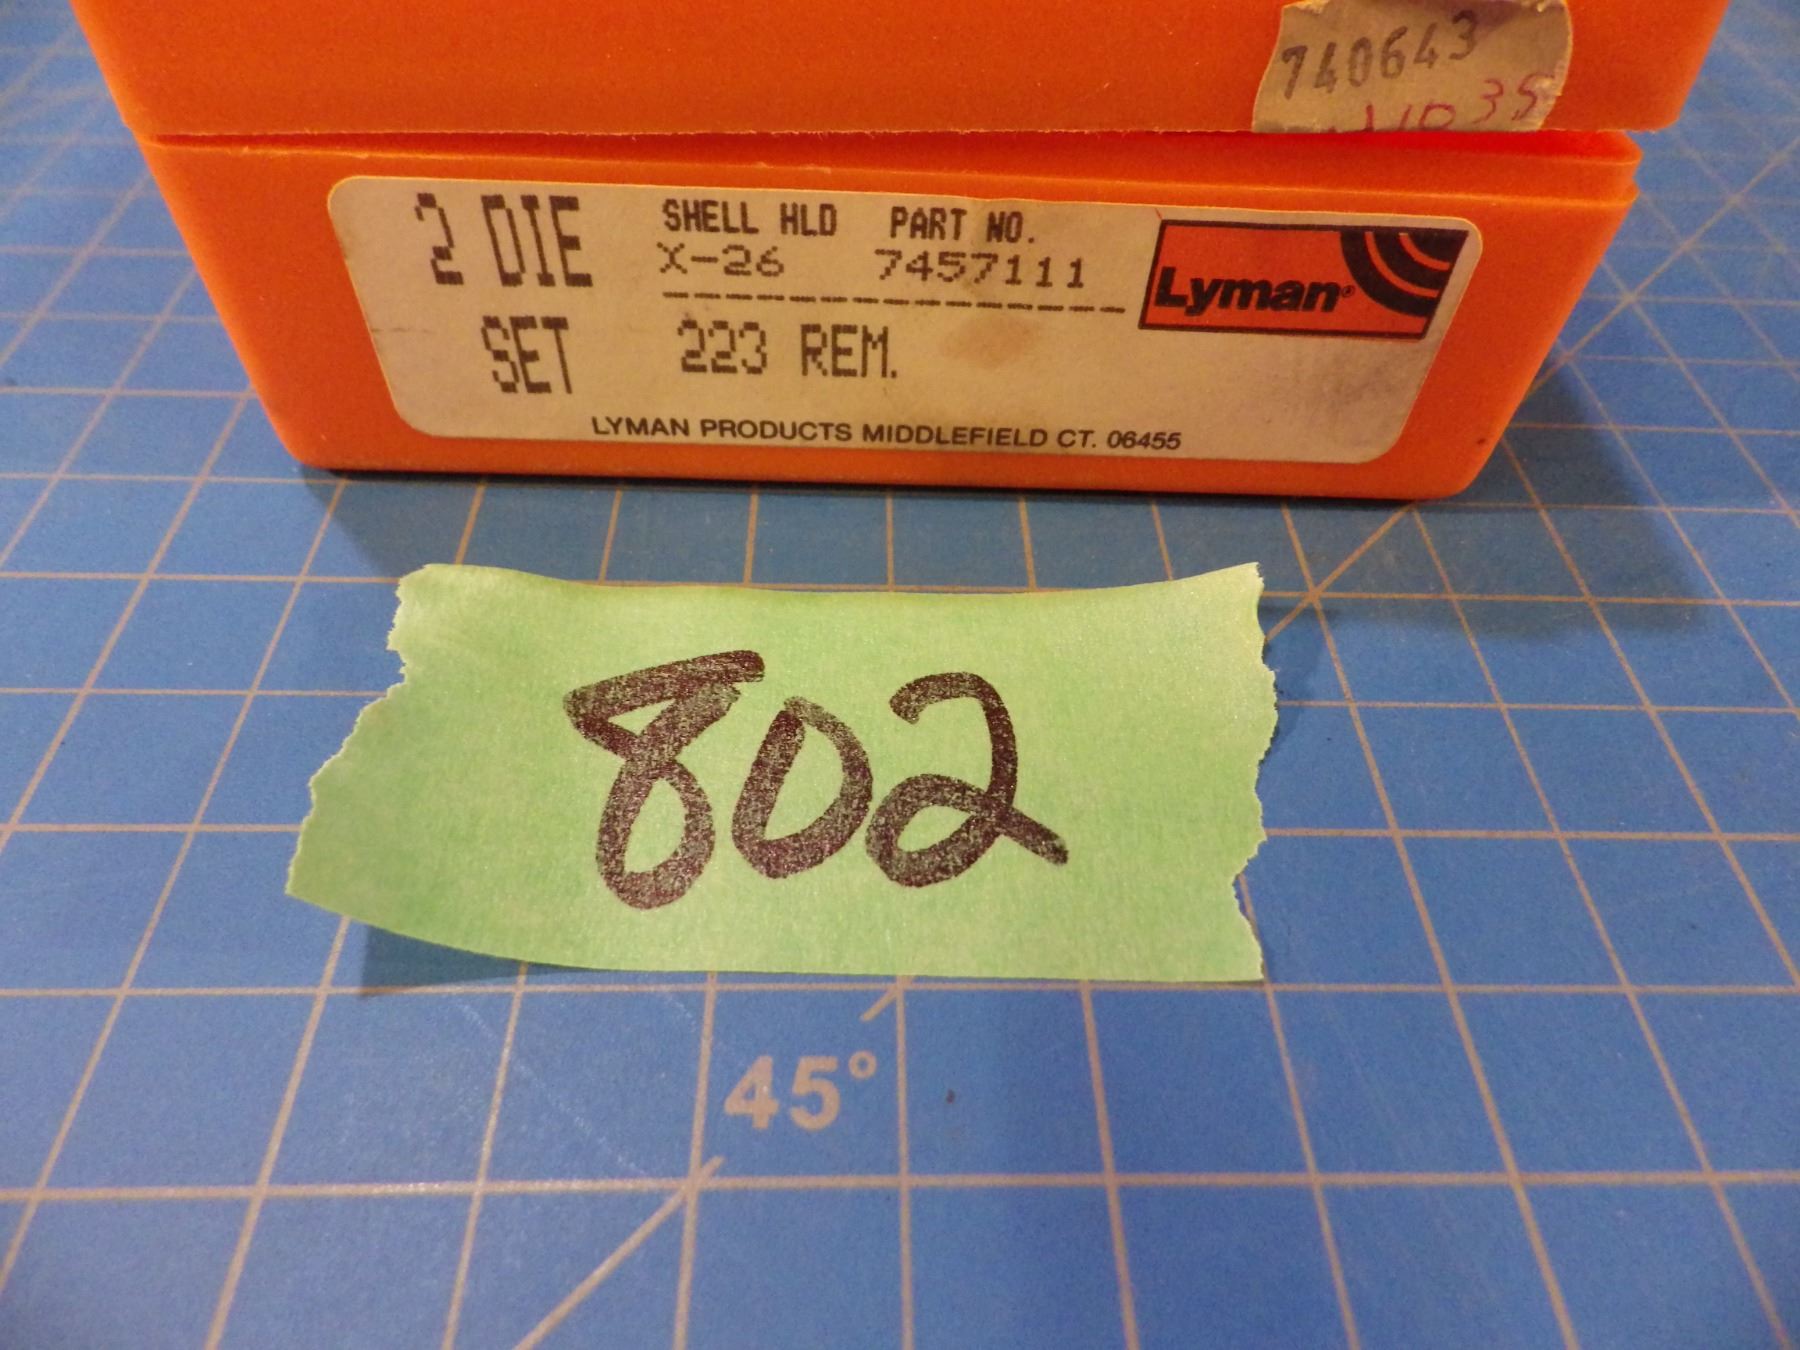 740643
2 DIE SET
SHELL HLD PART NO.
X-26 7457111
223 REM.
Lyman®
LYMAN PRODUCTS MIDDLEFIELD CT. 06455
802
45°